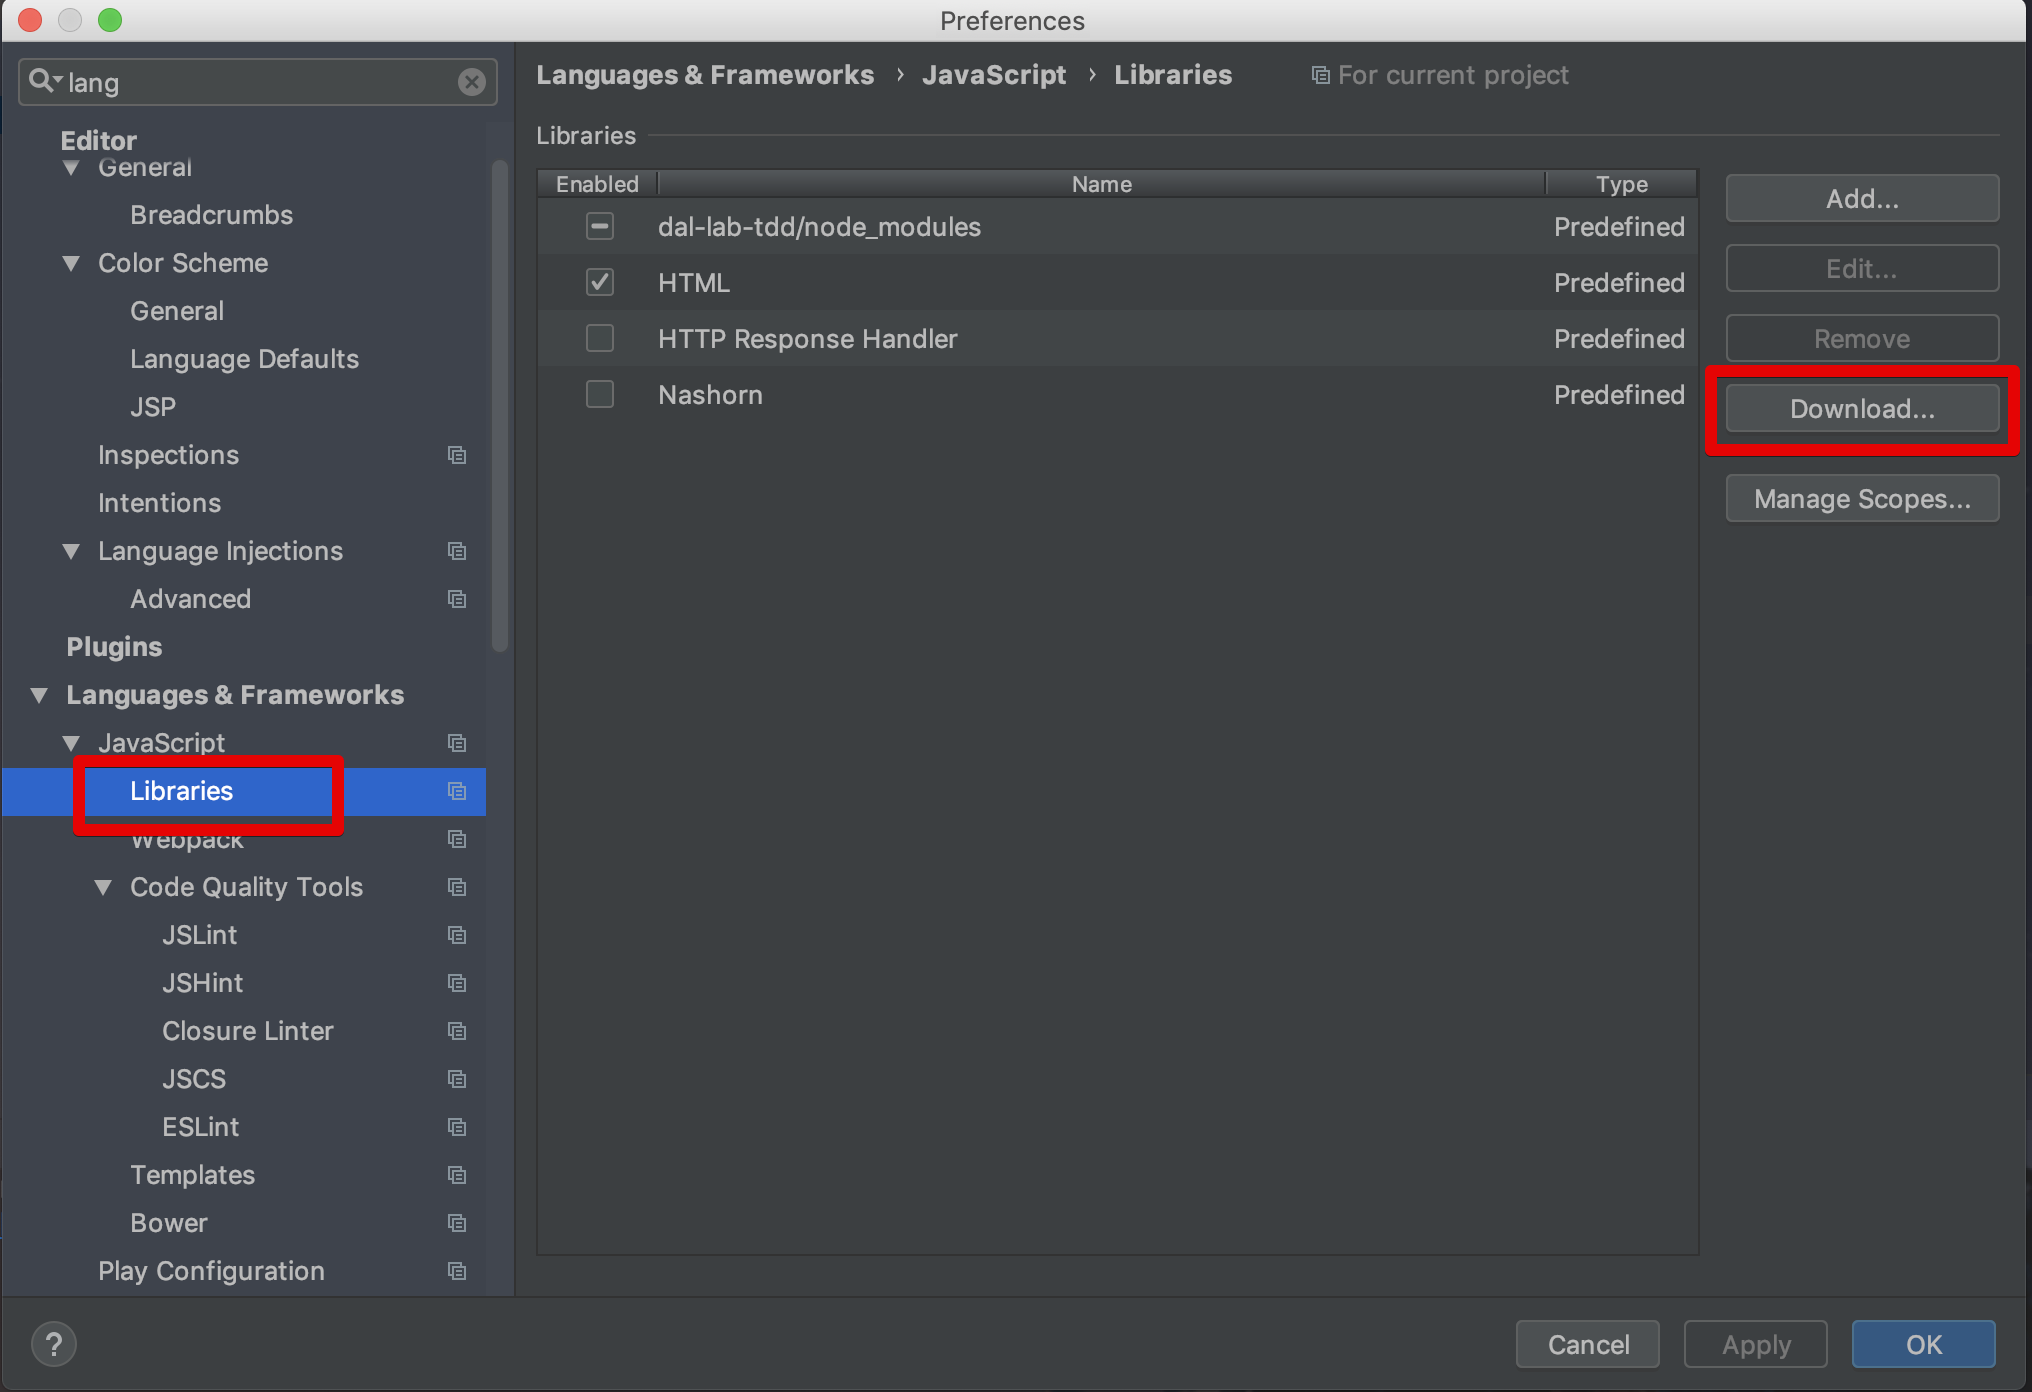 Preferences
lang
Editor
General
Breadcrumbs
Color Scheme
General
Language Defaults
JSP
Inspections
Intentions
Language Injections
Advanced
Plugins
Languages & Frameworks
JavaScript
Libraries
Webpack
Code Quality Tools
JSLint
JSHint
Closure Linter
JSCS
ESLint
Templates
Bower
Play Configuration
Languages & Frameworks › JavaScript › Libraries For current project
Libraries
Enabled Name Type
dal-lab-tdd/node_modules Predefined
HTML Predefined
HTTP Response Handler Predefined
Nashorn Predefined
Add...
Edit...
Remove
Download...
Manage Scopes...
?
Cancel Apply OK